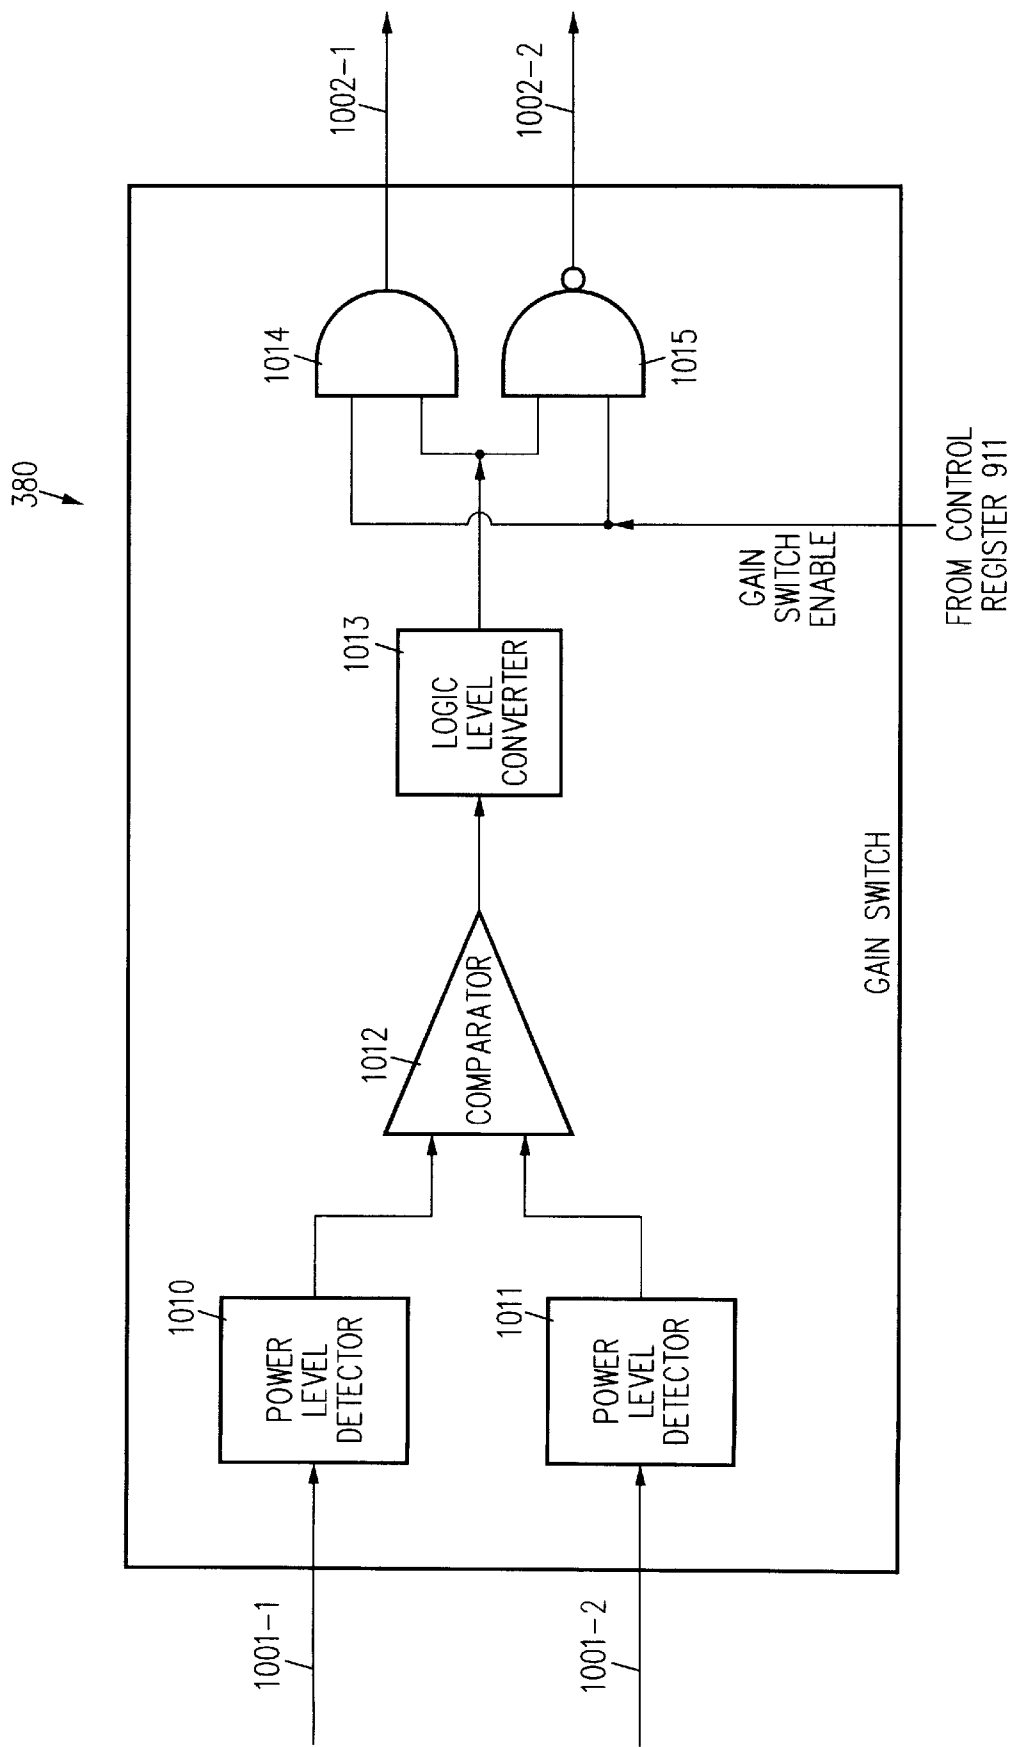 380
1001-1
1001-2
1010
POWER
LEVEL
DETECTOR
1011
POWER
LEVEL
DETECTOR
1012
COMPARATOR
1013
LOGIC
LEVEL
CONVERTER
1014
1015
1002-1
1002-2
GAIN
SWITCH
ENABLE
GAIN SWITCH
FROM CONTROL
REGISTER 911